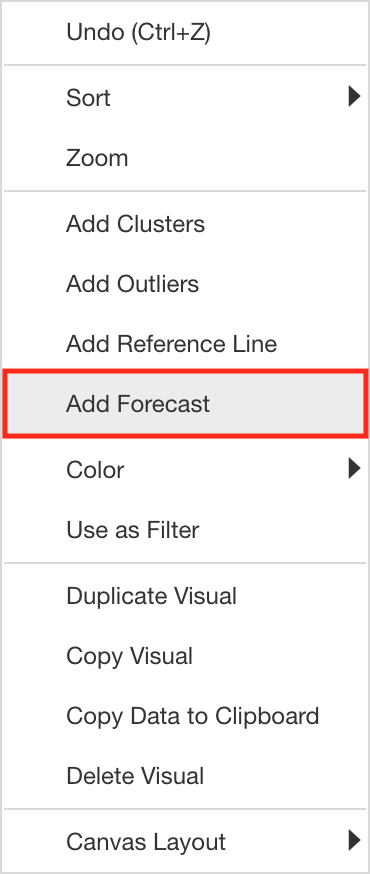 Undo (Ctrl+Z)
Sort
Zoom
Add Clusters
Add Outliers
Add Reference Line
Add Forecast
Color
Use as Filter
Duplicate Visual
Copy Visual
Copy Data to Clipboard
Delete Visual
Canvas Layout